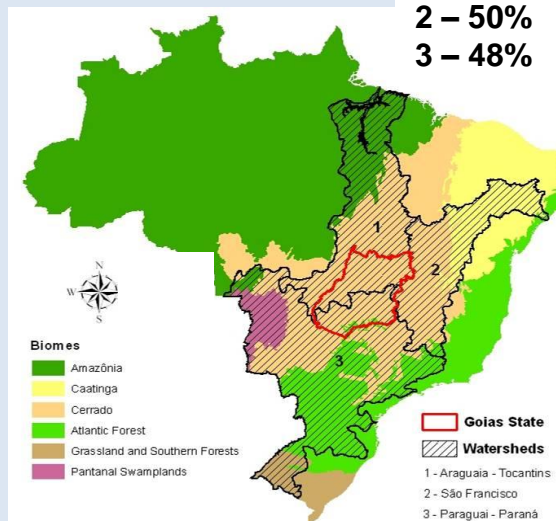 2 – 50%
3 – 48%
1
2
3
N
W
E
S
Biomes
Amazônia
Caatinga
Cerrado
Atlantic Forest
Grassland and Southern Forests
Pantanal Swamplands
Goias State
Watersheds
1 - Araguaia - Tocantins
2 - São Francisco
3 - Paraguai - Paraná